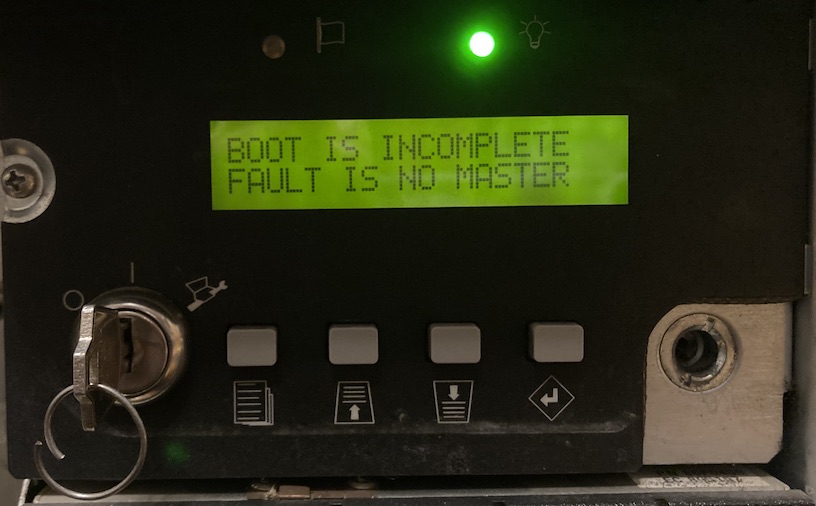 BOOT IS INCOMPLETE
FAULT IS NO MASTER